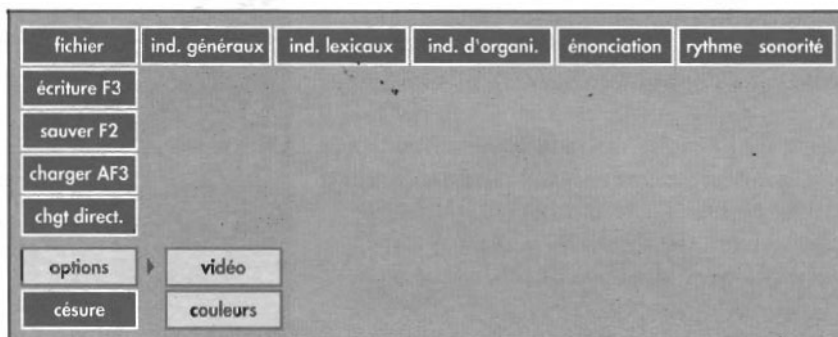 fichier ind. généraux ind. lexicaux ind. d'organi. énonciation rythme sonorité
écriture F3
sauver F2
charger AF3
chgt direct.
options vidéo
césure couleurs